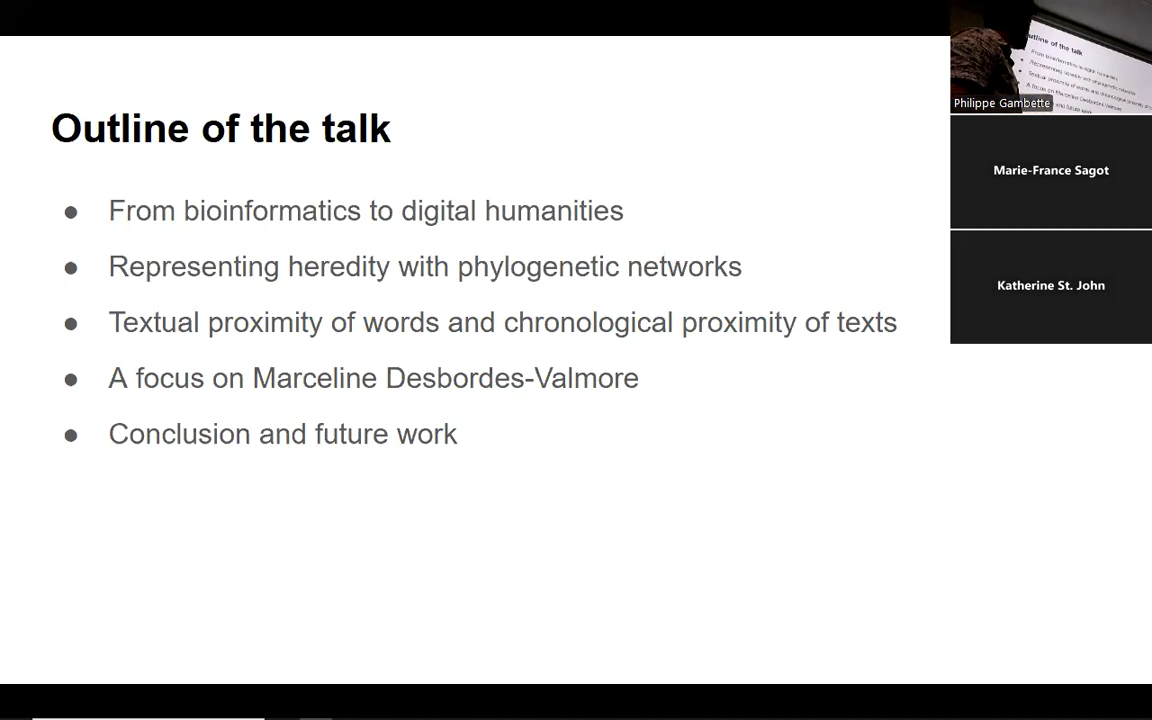 Outline of the talk
● From bioinformatics to digital humanities
● Representing heredity with phylogenetic networks
● Textual proximity of words and chronological proximity of texts
● A focus on Marceline Desbordes-Valmore
● Conclusion and future work
Philippe Gambette
Marie-France Sagot
Katherine St. John